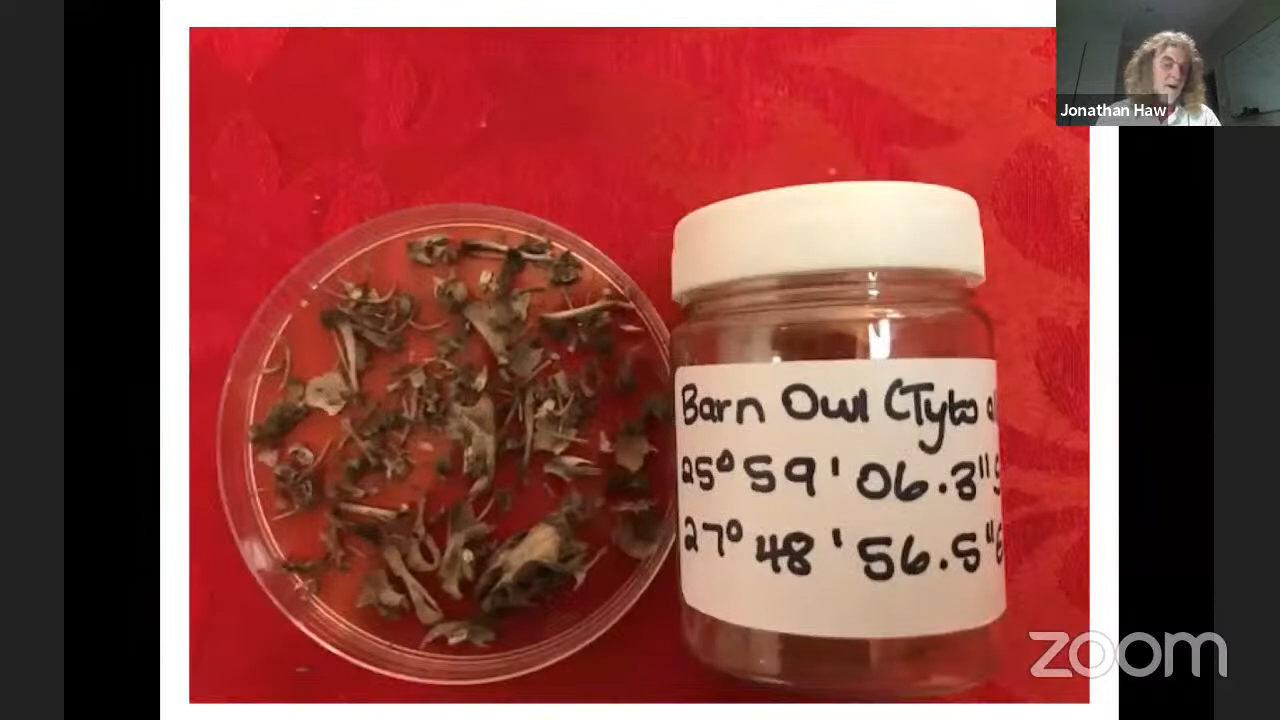 Jonathan Haw
Barn Owl (Tyto
25° 59' 06.3"
27° 48' 56.5"
zoom